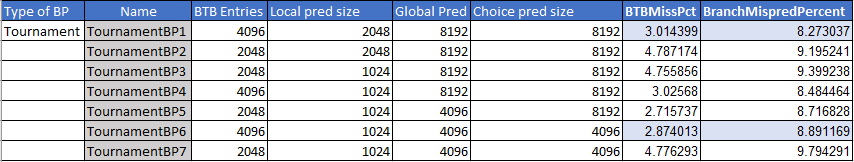 Type of BP Name BTB Entries Local pred size Global Pred Choice pred size BTBMissPct BranchMispredPercent
Tournament TournamentBP1 4096 2048 8192 8192 3.014399 8.273037
TournamentBP2 2048 2048 8192 8192 4.787174 9.195241
TournamentBP3 2048 1024 8192 8192 4.755856 9.399238
TournamentBP4 4096 1024 8192 8192 3.02568 8.484464
TournamentBP5 2048 1024 4096 8192 2.715737 8.716828
TournamentBP6 4096 1024 4096 4096 2.874013 8.891169
TournamentBP7 2048 1024 4096 4096 4.776293 9.794291